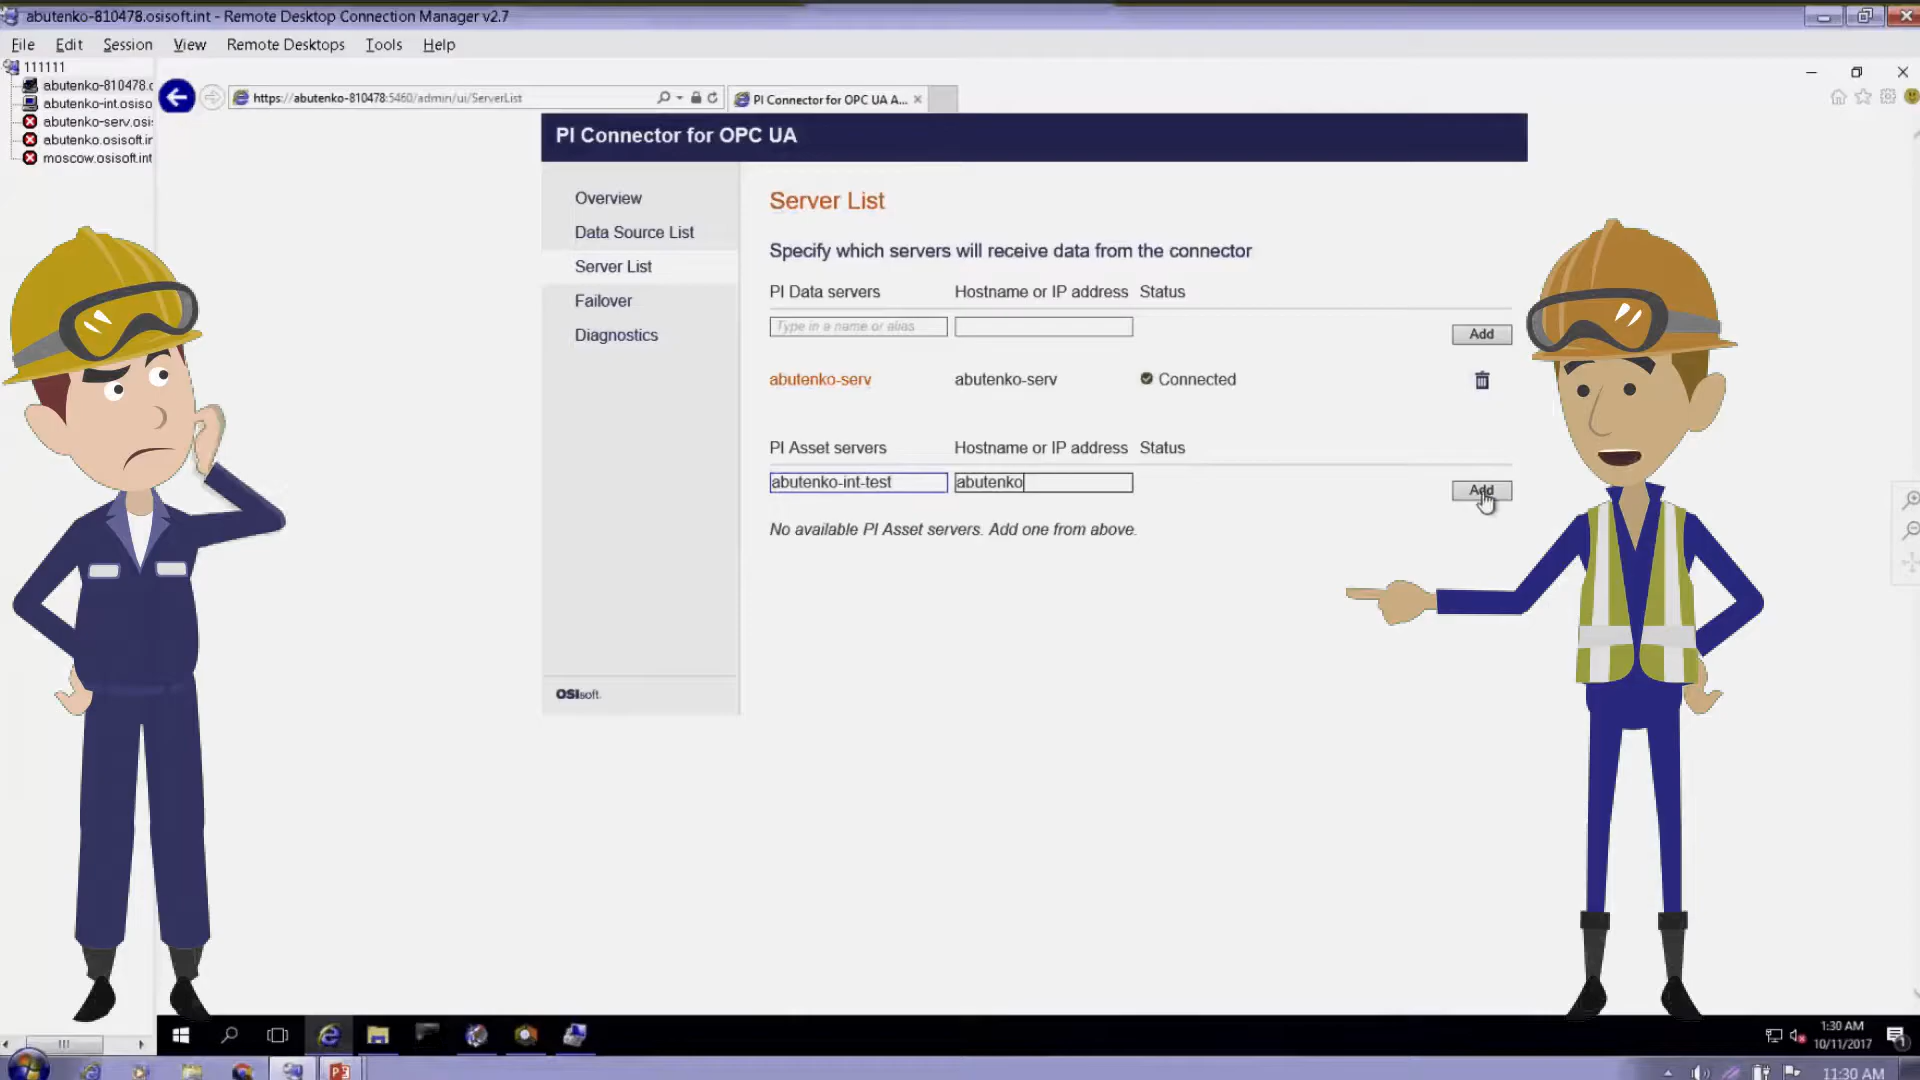 abutenko-810478.osisoft.int - Remote Desktop Connection Manager v2.7
File Edit Session View Remote Desktops Tools Help
111111
abutenko-810478.c
abutenko-int.osiso
abutenko-serv.osi:
abutenko.osisoft.ir
moscow.osisoft.int
https://abutenko-810478:5460/admin/ui/ServerList
PI Connector for OPC UA A...
PI Connector for OPC UA
Overview
Data Source List
Server List
Failover
Diagnostics
OSIsoft.
Server List
Specify which servers will receive data from the connector
PI Data servers Hostname or IP address Status
Type in a name or alias
Add
abutenko-serv abutenko-serv Connected
PI Asset servers Hostname or IP address Status
abutenko-int-test abutenko
Add
No available PI Asset servers. Add one from above.
1:30 AM
10/11/2017
11:30 AM